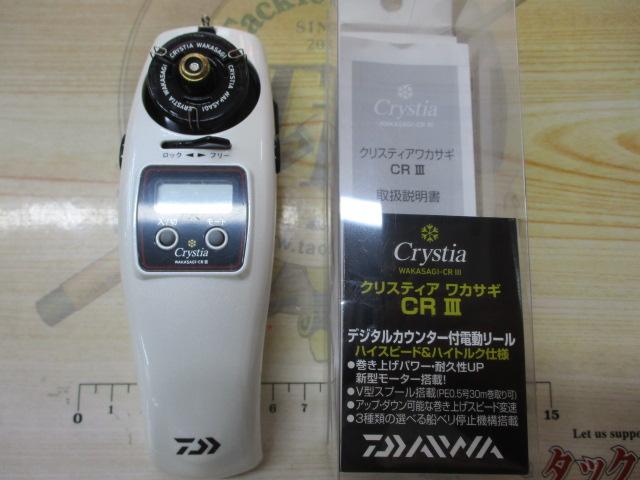 CRYSTIA WAKASAGI
CRYSTIA WAKASAGI
CRYSTIA WAKASAGI
ロック ◀ ▶ フリー
入/切 モード
Crystia
WAKASAGI-CR III
Crystia
WAKASAGI-CR III
クリスティアワカサギ
CR III
取扱説明書
Crystia
WAKASAGI-CR III
クリスティア ワカサギ
CR III
デジタルカウンター付電動リール
ハイスピード&ハイトルク仕様
●巻き上げパワー・耐久性UP
新型モーター搭載!
●V型スプール搭載(PE0.5号30m巻取り可)
●アップ・ダウン可能な巻き上げスピード変速
●3種類の選べる船べり停止機構搭載
DAIWA
0
15
Let us suppo
タック